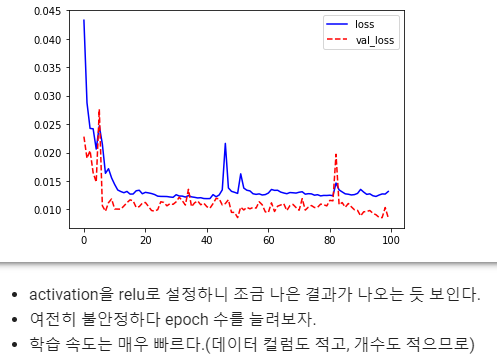 0.045
0.040
0.035
0.030
0.025
0.020
0.015
0.010
0 20 40 60 80 100
loss
val_loss
activation을 relu로 설정하니 조금 나은 결과가 나오는 듯 보인다.
여전히 불안정하다 epoch 수를 늘려보자.
학습 속도는 매우 빠르다.(데이터 컬럼도 적고, 개수도 적으므로)